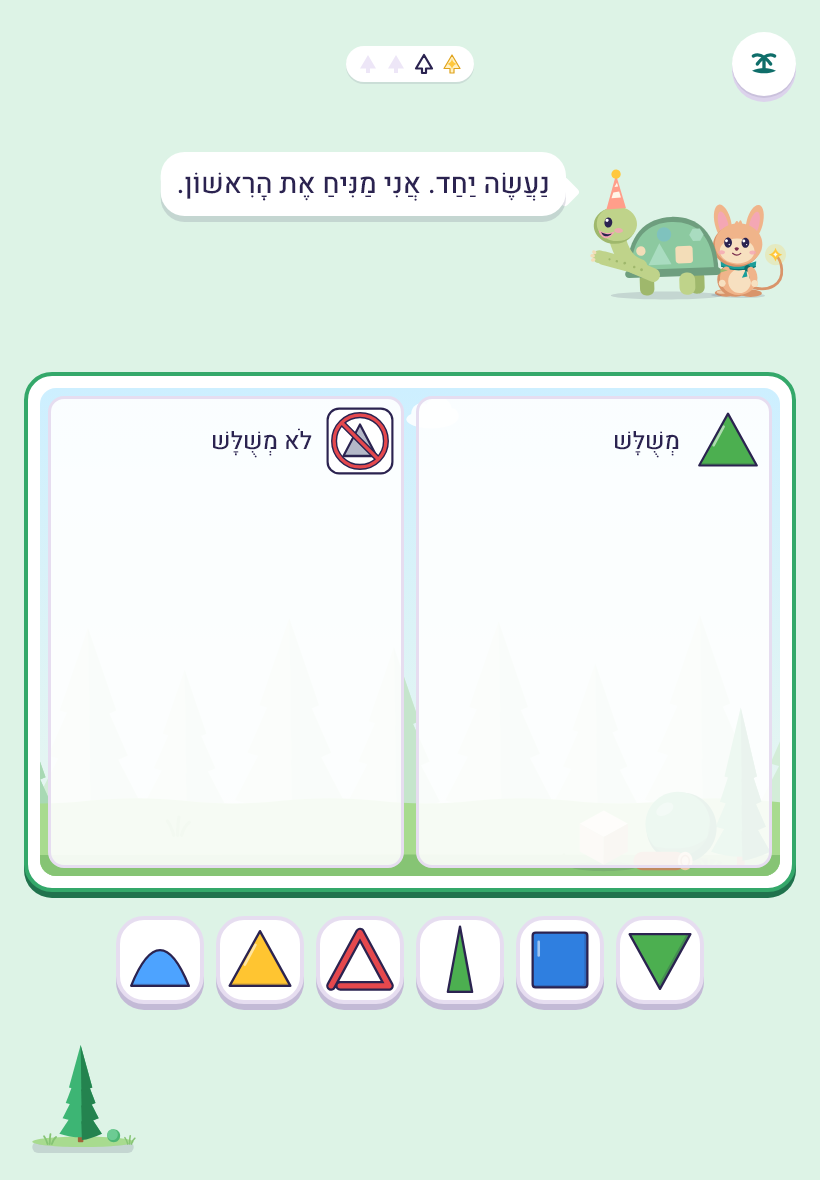 נַעֲשֶׂה יַחַד. אֲנִי מַנִּיחַ אֶת הָרִאשׁוֹן.
מְשֻׁלָּשׁ
לֹא מְשֻׁלָּשׁ